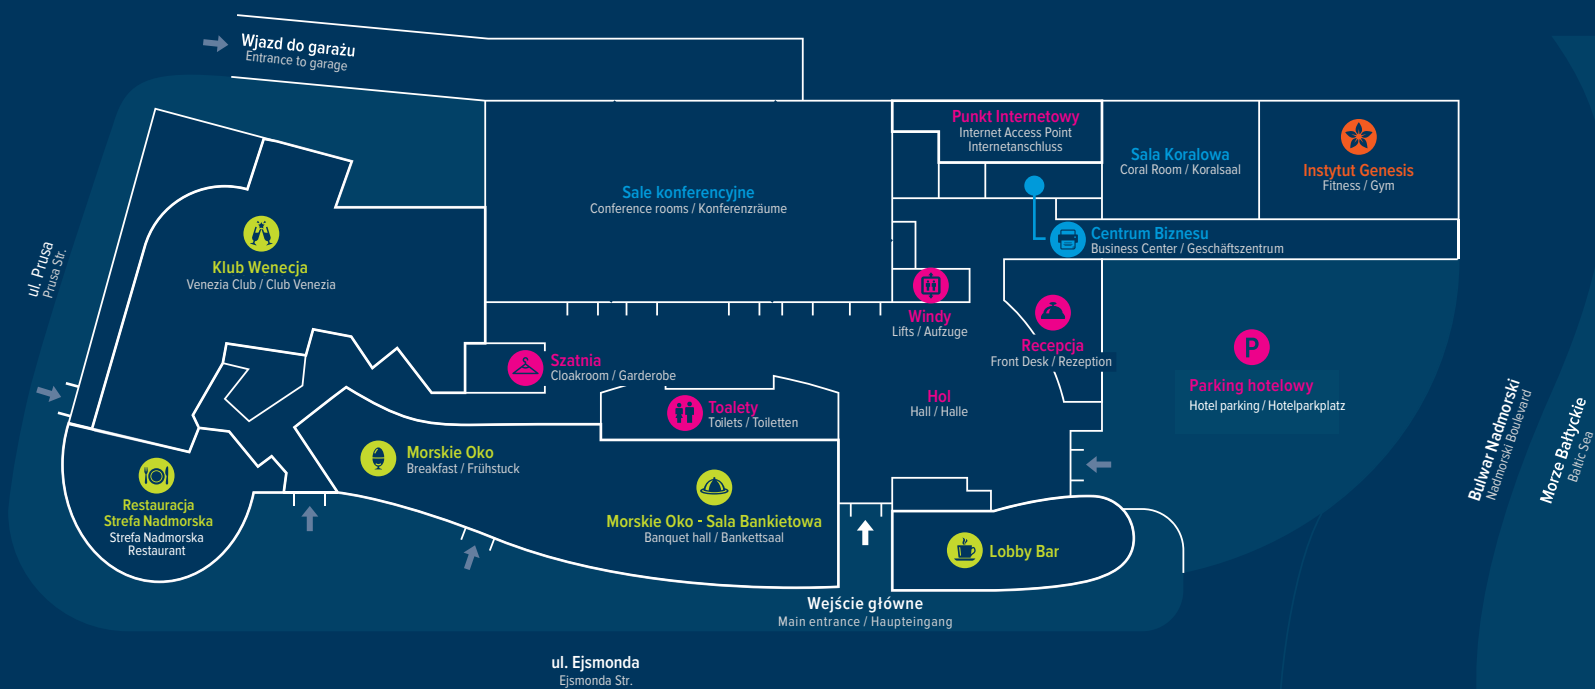 Wjazd do garażu
Entrance to garage
Punkt Internetowy
Internet Access Point
Internetanschluss
Sala Koralowa
Coral Room / Koralsaal
Instytut Genesis
Fitness / Gym
Sale konferencyjne
Conference rooms / Konferenzräume
Centrum Biznesu
Business Center / Geschäftszentrum
Klub Wenecja
Venezia Club / Club Venezia
ul. Prusa
Prusa Str.
Windy
Lifts / Aufzuge
Recepcja
Front Desk / Rezeption
Szatnia
Cloakroom / Garderobe
P
Parking hotelowy
Hotel parking / Hotelparkplatz
Hol
Hall / Halle
Toalety
Toilets / Toiletten
Bulwar Nadmorski
Nadmorski Boulevard
Morze Bałtyckie
Baltic Sea
Morskie Oko
Breakfast / Frühstuck
Restauracja
Strefa Nadmorska
Strefa Nadmorska
Restaurant
Morskie Oko - Sala Bankietowa
Banquet hall / Bankettsaal
Lobby Bar
Wejście główne
Main entrance / Haupteingang
ul. Ejsmonda
Ejsmonda Str.